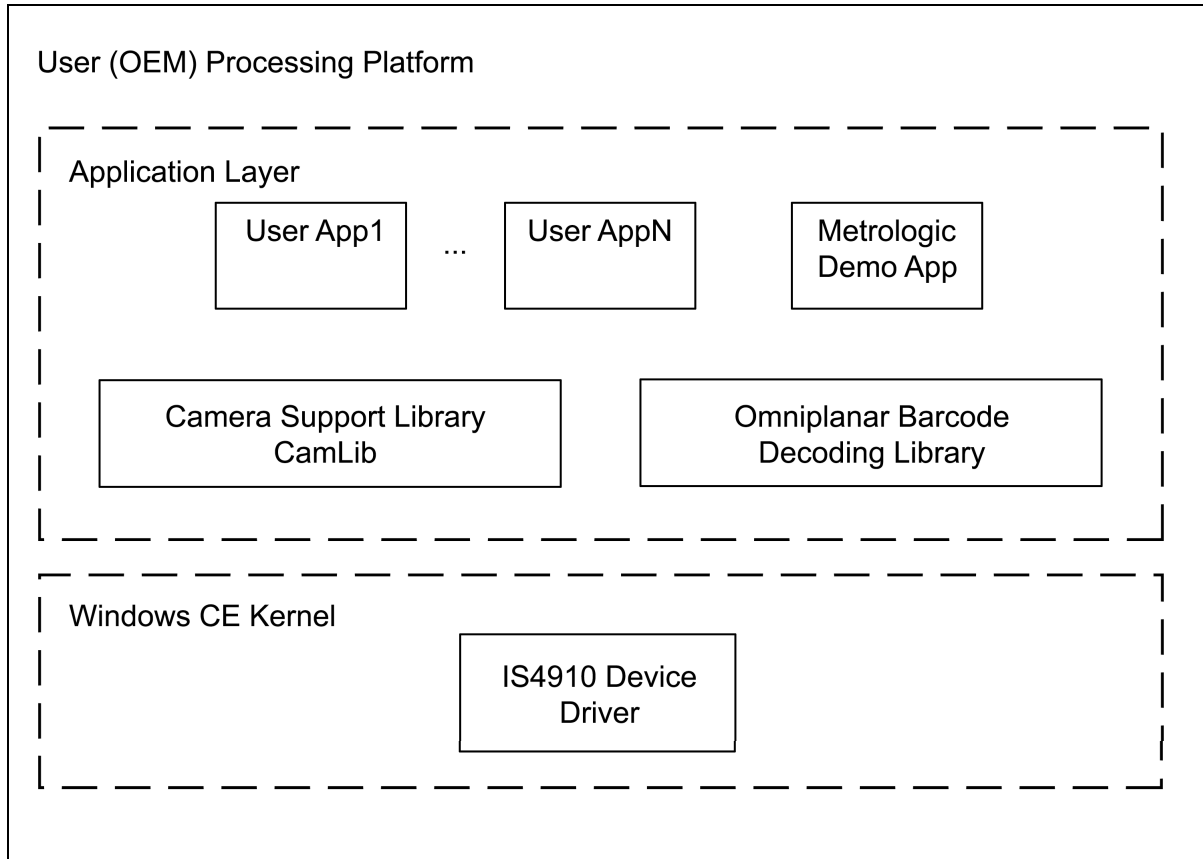 User (OEM) Processing Platform
Application Layer
User App1
...
User AppN
Metrologic
Demo App
Camera Support Library
CamLib
Omniplanar Barcode
Decoding Library
Windows CE Kernel
IS4910 Device
Driver